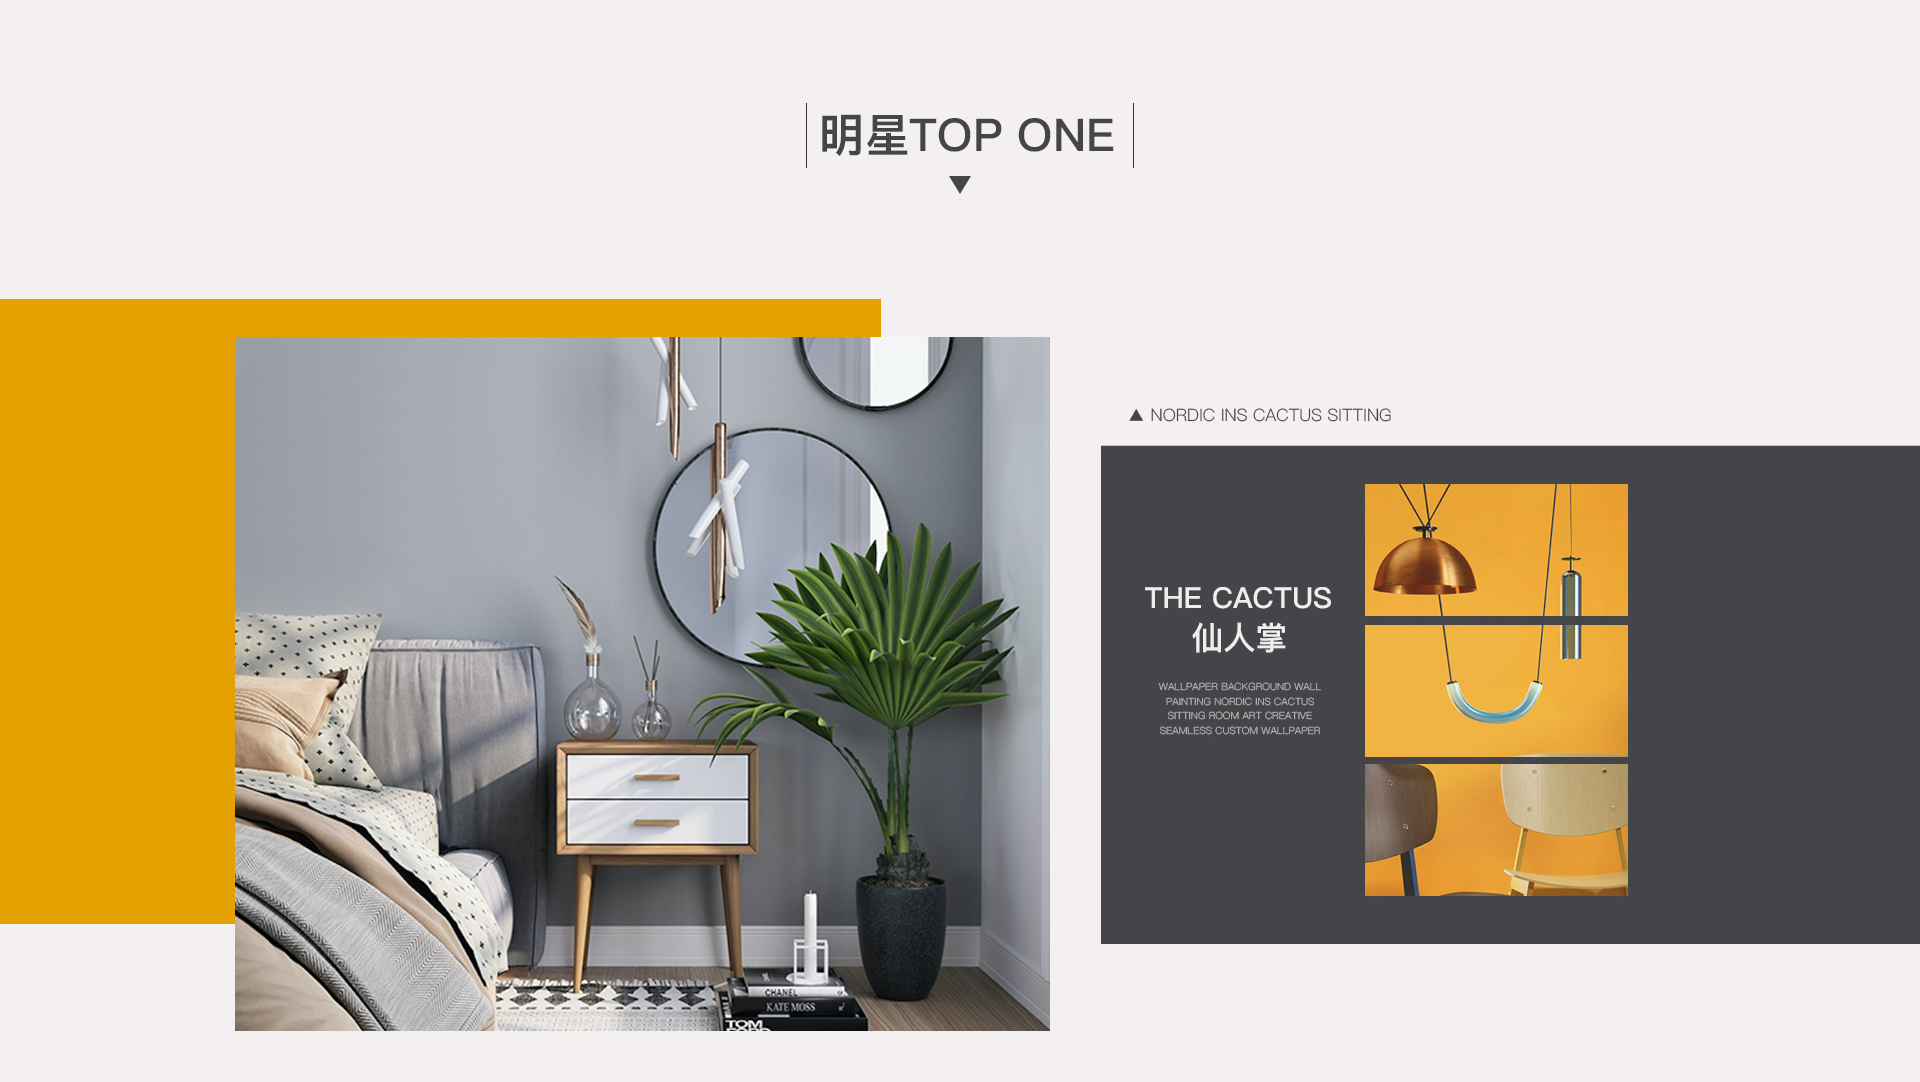 明星TOP ONE
NORDIC INS CACTUS SITTING
THE CACTUS
仙人掌
WALLPAPER BACKGROUND WALL
PAINTING NORDIC INS CACTUS
SITTING ROOM ART CREATIVE
SEAMLESS CUSTOM WALLPAPER
CHANEL
KATE MOSS
TOM
FORD